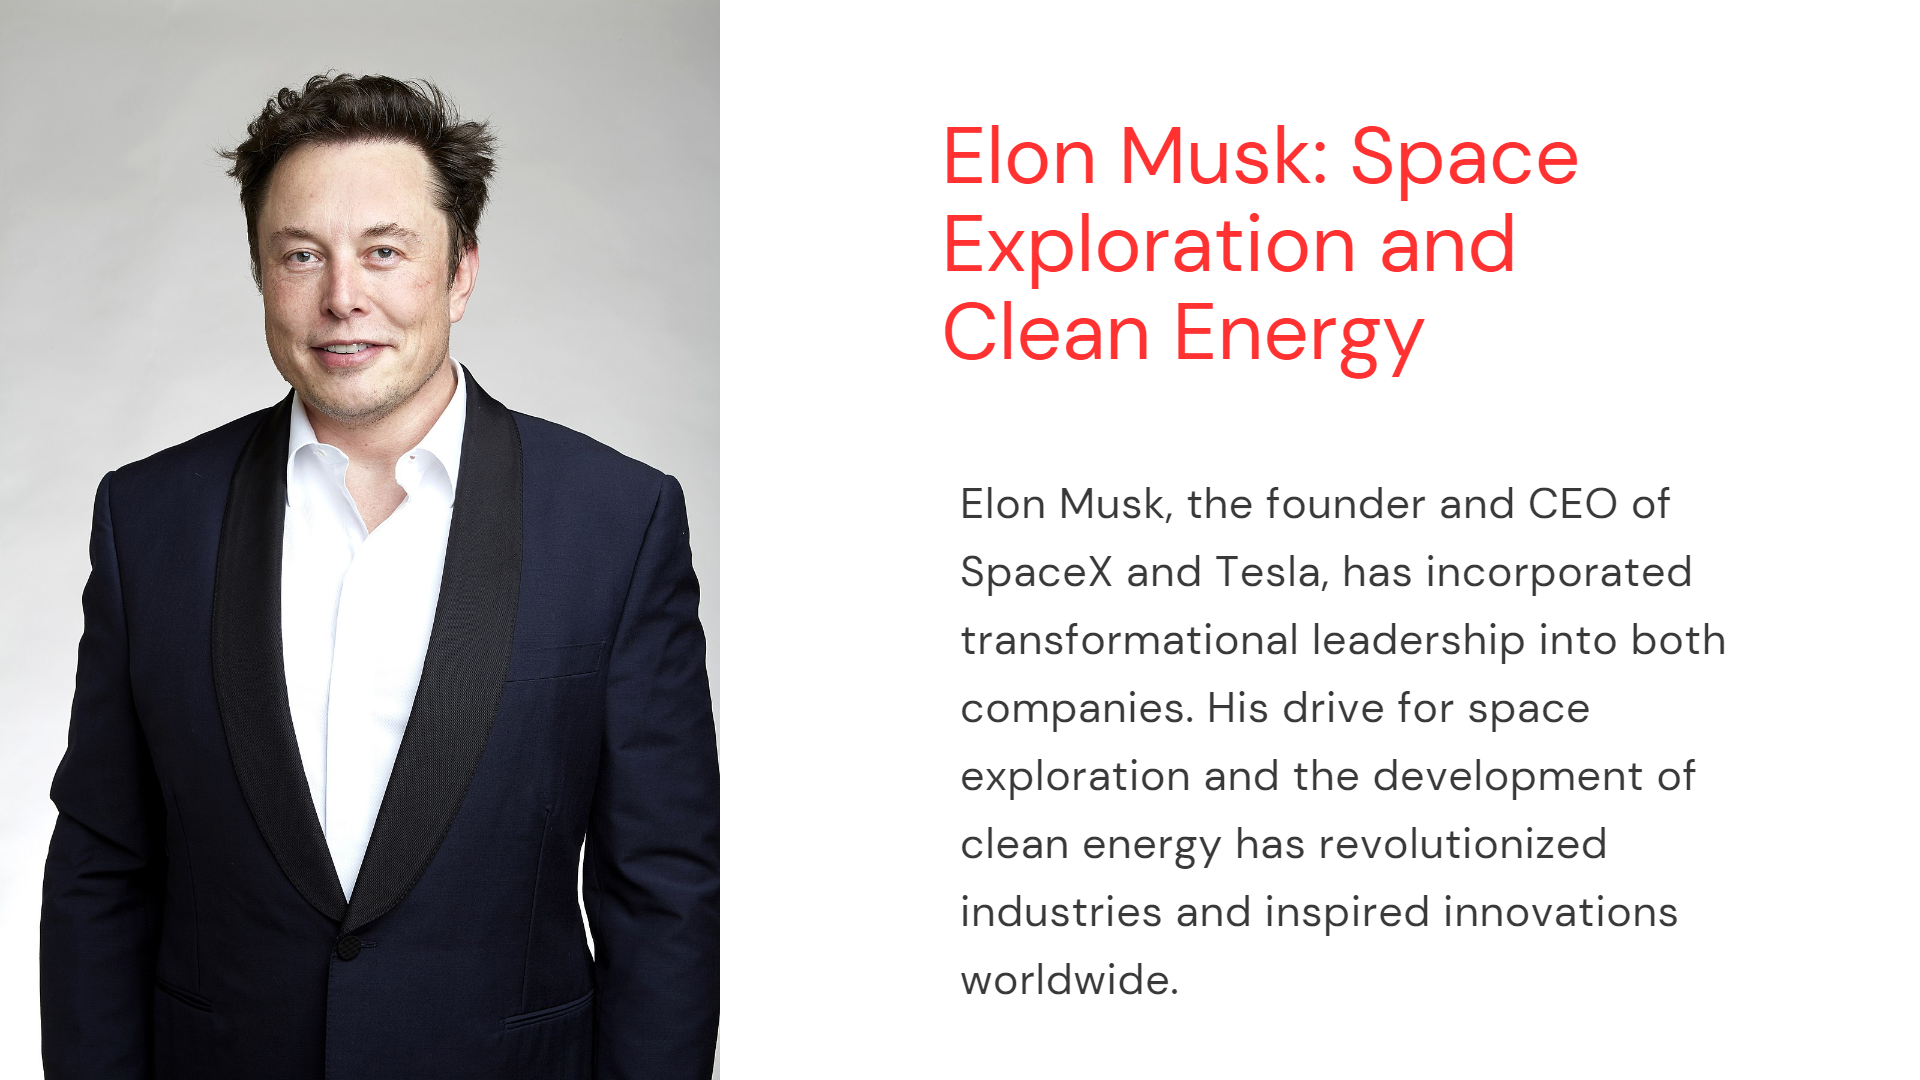 Elon Musk: Space
Exploration and
Clean Energy
Elon Musk, the founder and CEO of
SpaceX and Tesla, has incorporated
transformational leadership into both
companies. His drive for space
exploration and the development of
clean energy has revolutionized
industries and inspired innovations
worldwide.